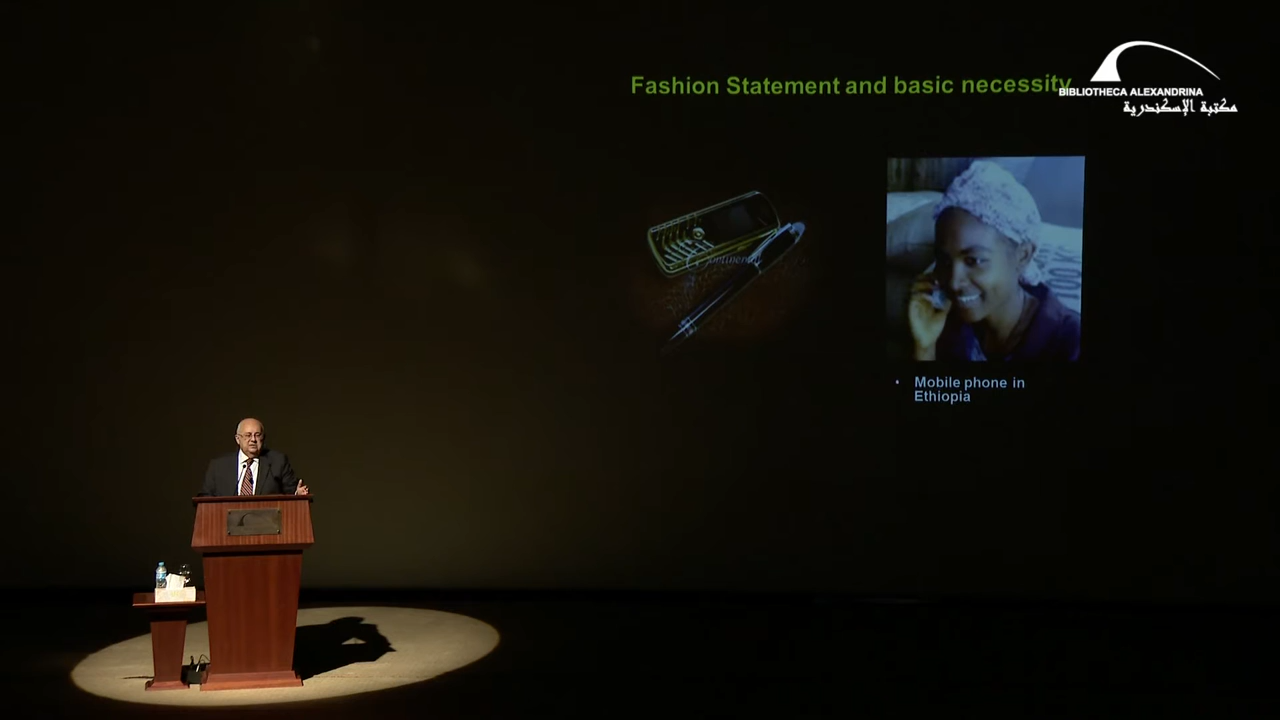 Fashion Statement and basic necessity
BIBLIOTHECA ALEXANDRINA
مكتبة الإسكندرية
• Mobile phone in
Ethiopia